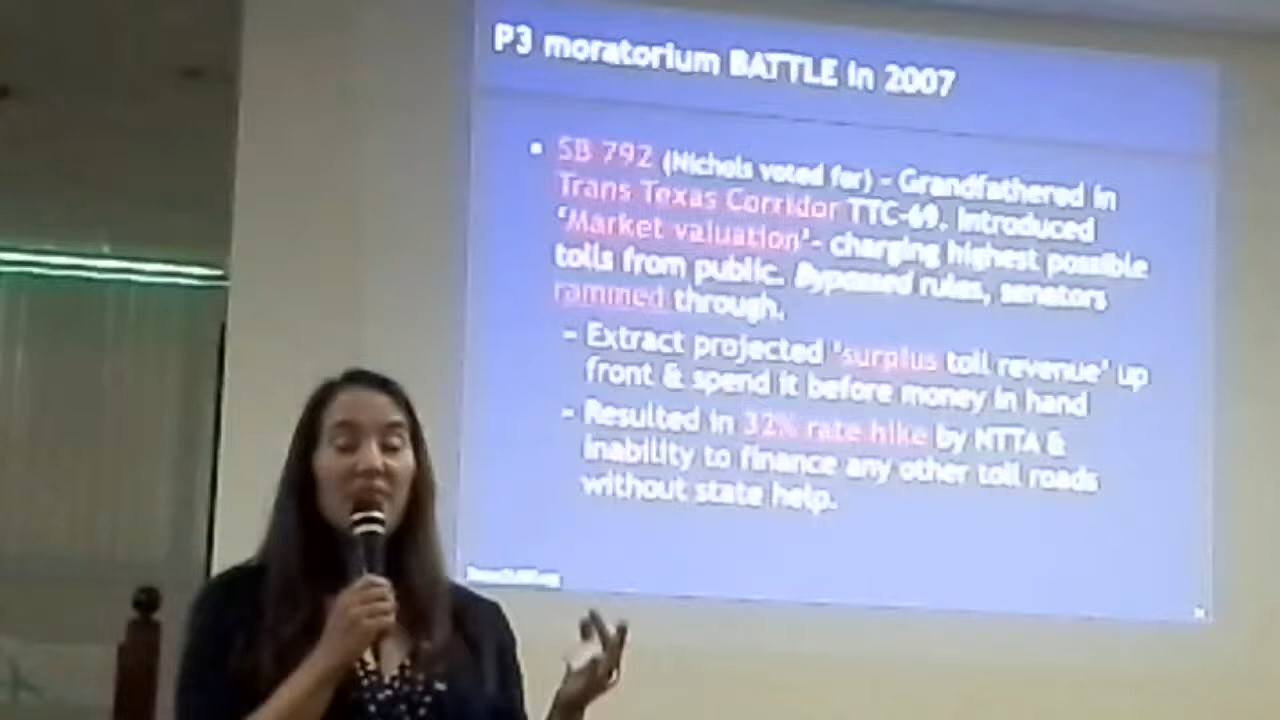 P3 moratorium BATTLE in 2007
• SB 792 (Nichols voted for) - Grandfathered in
Trans Texas Corridor TTC-69. Introduced
'Market valuation'- charging highest possible
tolls from public. Bypassed rules, senators
rammed through.
- Extract projected 'surplus toll revenue' up
front & spend it before money in hand
- Resulted in 32% rate hike by NTTA &
inability to finance any other toll roads
without state help.